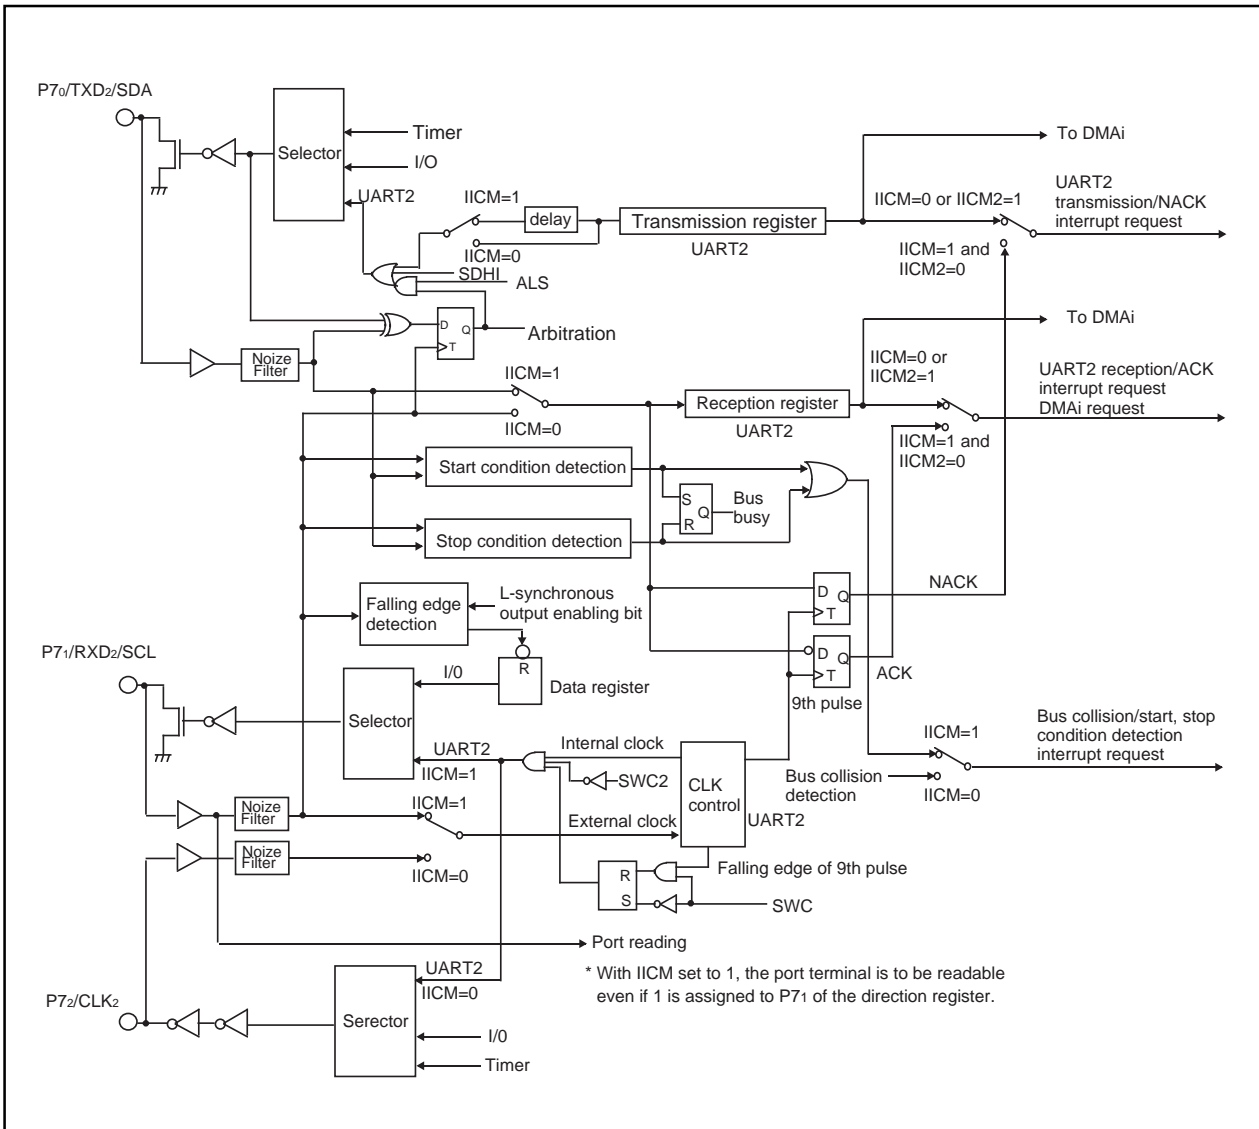 P70/TXD2/SDA
Selector
Timer
I/O
UART2
IICM=1
delay
IICM=0
SDHI
ALS
Transmission register
UART2
To DMAi
IICM=0 or IICM2=1
UART2
transmission/NACK
interrupt request
IICM=1 and
IICM2=0
D
Q
T
Arbitration
Noize
Filter
To DMAi
IICM=1
IICM=0
Reception register
UART2
IICM=0 or
IICM2=1
UART2 reception/ACK
interrupt request
DMAi request
IICM=1 and
IICM2=0
Start condition detection
S
Q
R
Bus
busy
Stop condition detection
NACK
D
Q
T
Falling edge
detection
L-synchronous
output enabling bit
R
Data register
D
Q
T
ACK
9th pulse
P71/RXD2/SCL
Selector
I/0
UART2
IICM=1
Internal clock
SWC2
CLK
control
UART2
IICM=1
Bus collision
detection
IICM=0
Bus collision/start, stop
condition detection
interrupt request
Noize
Filter
IICM=1
External clock
Noize
Filter
IICM=0
R
S
Falling edge of 9th pulse
SWC
Port reading
* With IICM set to 1, the port terminal is to be readable
even if 1 is assigned to P71 of the direction register.
P72/CLK2
Serector
UART2
IICM=0
I/0
Timer